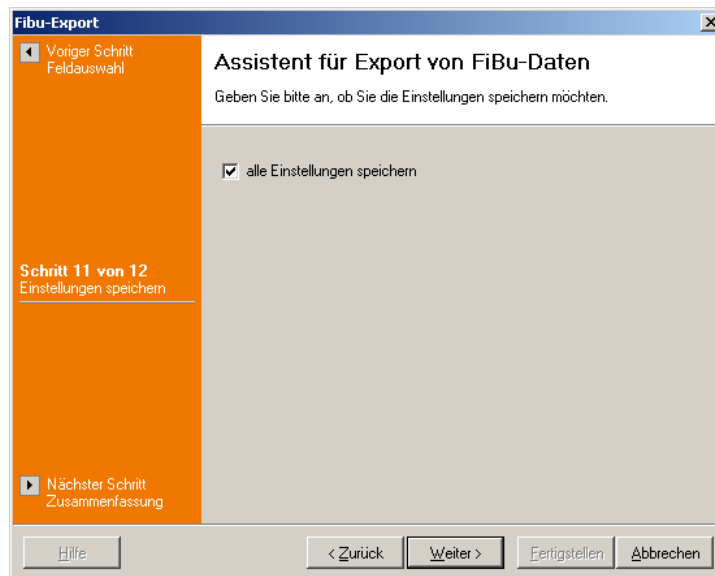 Fibu-Export
Voriger Schritt
Feldauswahl
Assistent für Export von FiBu-Daten
Geben Sie bitte an, ob Sie die Einstellungen speichern möchten.
alle Einstellungen speichern
Schritt 11 von 12
Einstellungen speichern
Nächster Schritt
Zusammenfassung
Hilfe
< Zurück
Weiter >
Fertigstellen
Abbrechen